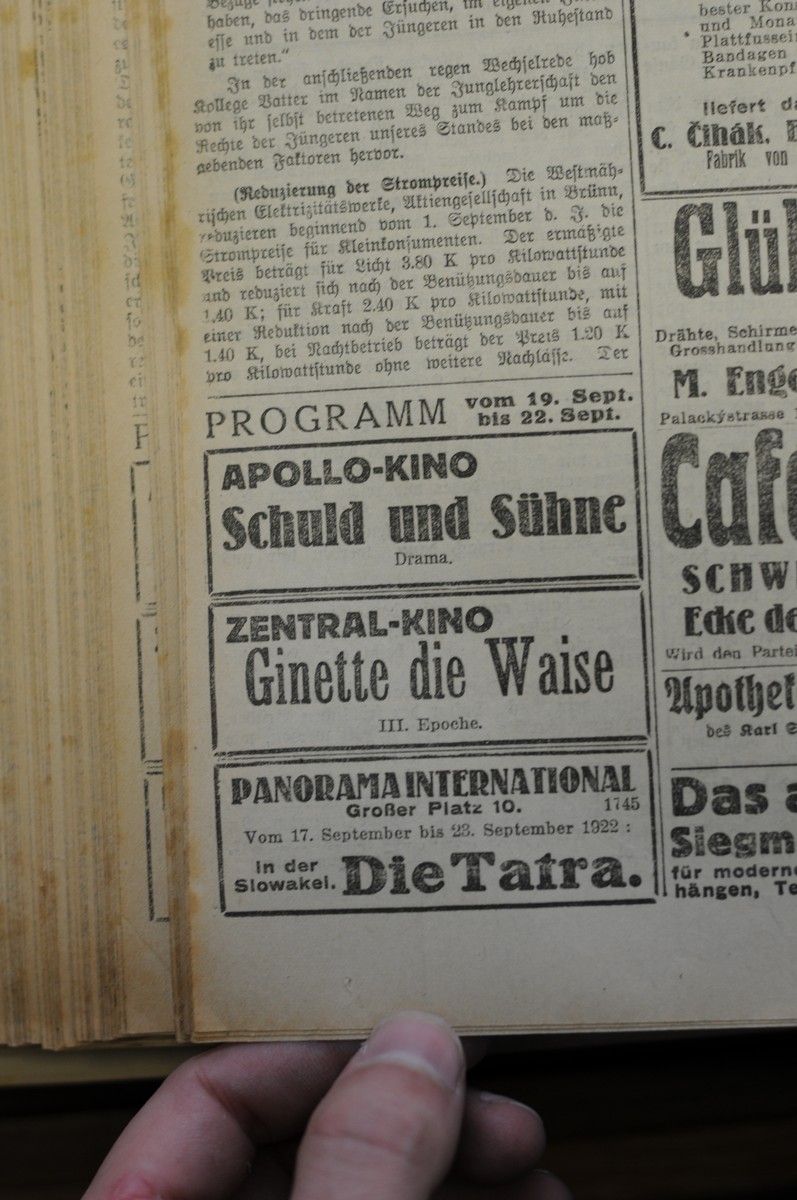 haben, das dringende Ersuchen, im
esse und in dem der Jüngeren in den Ruhestand
zu treten."
In der anschließenden regen Wechselrede hob
Kollege Vatter im Namen der Junglehrerschaft den
von ihr selbst betretenen Weg zum Kampf um die
Rechte der Jüngeren unseres Standes bei den maß-
gebenden Faktoren hervor.
(Reduzierung der Strompreise.) Die Westmäh-
rischen Elektrizitätswerke, Aktiengesellschaft in Brünn,
reduzieren beginnend vom 1. September d. J. die
Strompreise für Kleinkonsumenten. Der ermäßigte
Preis beträgt für Licht 3.80 K pro Kilowattstunde
und reduziert sich nach der Benützungsdauer bis auf
1.40 K; für Kraft 2.40 K pro Kilowattstunde, mit
einer Reduktion nach der Benützungsdauer bis auf
1.40 K, bei Nachtbetrieb beträgt der Preis 1.20 K
pro Kilowattstunde ohne weitere Nachlässe. Der
PROGRAMM vom 19. Sept.
bis 22. Sept.
APOLLO-KINO
Schuld und Sühne
Drama.
ZENTRAL-KINO
Ginette die Waise
III. Epoche.
PANORAMA INTERNATIONAL
Großer Platz 10. 1745
Vom 17. September bis 23. September 1922 :
In der
Slowakei. Die Tatra.
bester
und
Plattfussei
Bandagen
Krankenpf
liefert
C. Čihák,
Fabrik von
Glü
Drähte, Schirme
Grosshandlung
M. Enge
Palackýstrasse
Café
SCHW
Ecke de
Wird den Partei
Apothek
des Karl
Das
Siegm
für moderne
hängen, Te